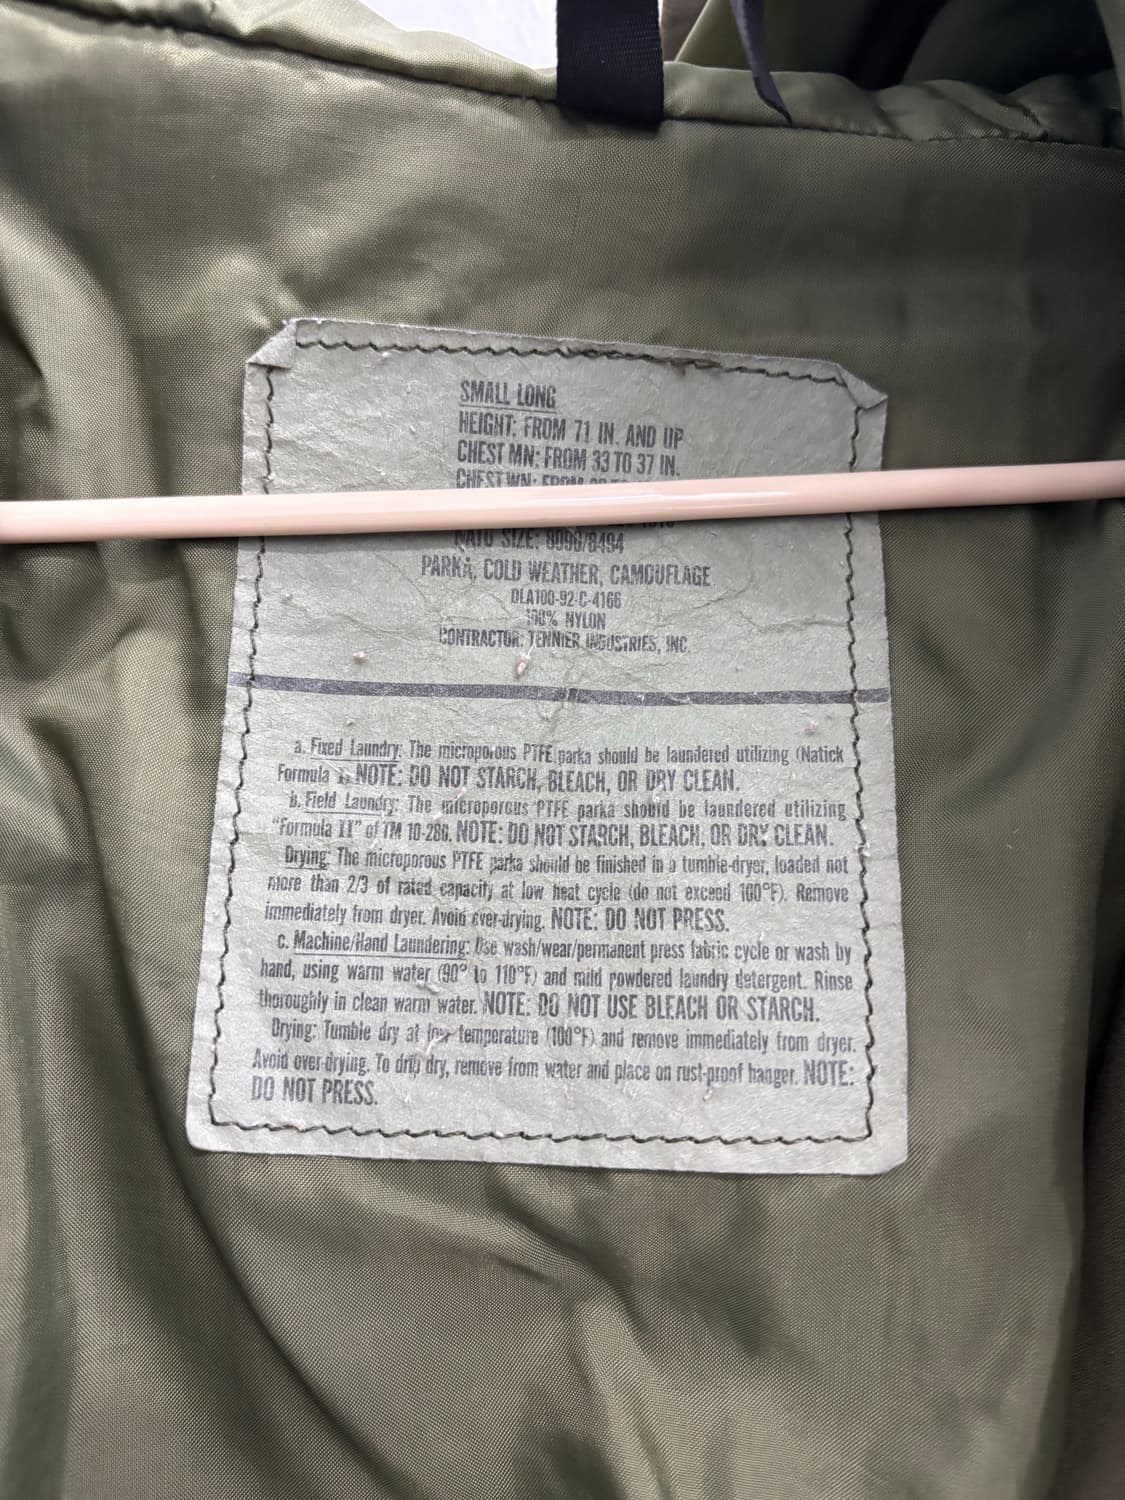 SMALL LONG
HEIGHT: FROM 71 IN. AND UP
CHEST MN: FROM 33 TO 37 IN.
CHEST WN: FROM
NATO SIZE: 8090/8494
PARKA, COLD WEATHER, CAMOUFLAGE
DLA100-92-C-4166
100% NYLON
CONTRACTOR: TENNIER INDUSTRIES, INC.
a. Fixed Laundry: The microporous PTFE parka should be laundered utilizing (Natick
Formula NOTE: DO NOT STARCH, BLEACH, OR DRY CLEAN.
b. Field Laundry: The microporous PTFE parka should be laundered utilizing
"Formula II" of TM 10-280. NOTE: DO NOT STARCH, BLEACH, OR DRY CLEAN.
Drying: The microporous PTFE parka should be finished in a tumble-dryer, loaded not
more than 2/3 of rated capacity at low heat cycle (do not exceed 100°F). Remove
immediately from dryer. Avoid over-drying. NOTE: DO NOT PRESS.
c. Machine/Hand Laundering: Use wash/wear/permanent press fabric cycle or wash by
hand, using warm water (90° to 110°F) and mild powdered laundry detergent. Rinse
thoroughly in clean warm water. NOTE: DO NOT USE BLEACH OR STARCH.
Drying: Tumble dry at low temperature (100°F) and remove immediately from dryer.
Avoid over-drying. To drip dry, remove from water and place on rust-proof hanger. NOTE:
DO NOT PRESS.